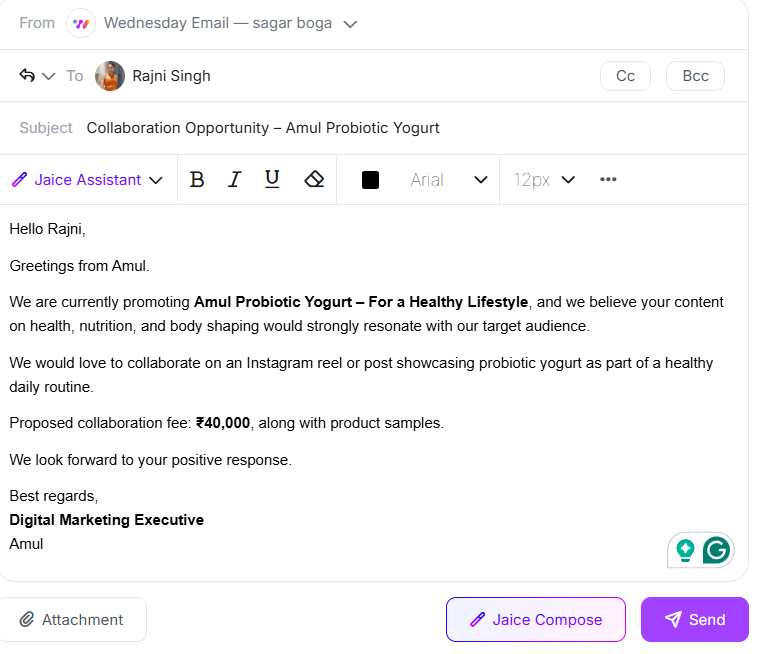 From Wednesday Email — sagar boga
To Rajni Singh Cc Bcc
Subject Collaboration Opportunity – Amul Probiotic Yogurt
Jaice Assistant B I U Arial 12px
Hello Rajni,
Greetings from Amul.
We are currently promoting Amul Probiotic Yogurt – For a Healthy Lifestyle, and we believe your content
on health, nutrition, and body shaping would strongly resonate with our target audience.
We would love to collaborate on an Instagram reel or post showcasing probiotic yogurt as part of a healthy
daily routine.
Proposed collaboration fee: ₹40,000, along with product samples.
We look forward to your positive response.
Best regards,
Digital Marketing Executive
Amul
Attachment Jaice Compose Send